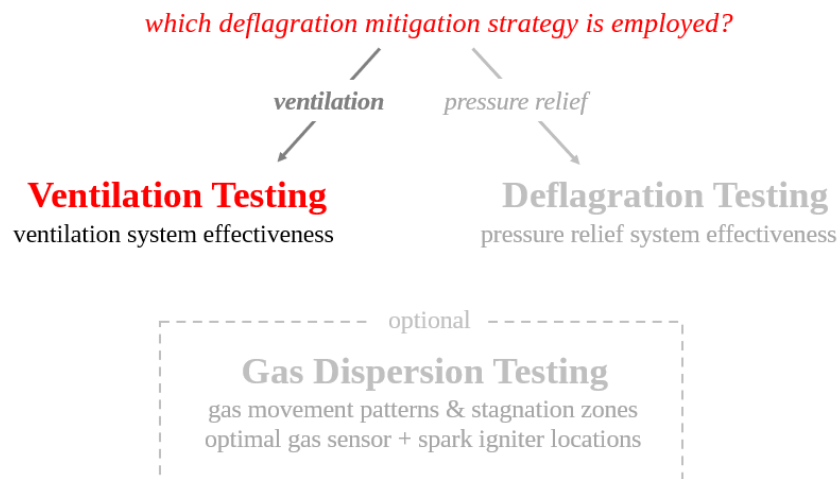 which deflagration mitigation strategy is employed?
ventilation
pressure relief
Ventilation Testing
ventilation system effectiveness
Deflagration Testing
pressure relief system effectiveness
optional
Gas Dispersion Testing
gas movement patterns & stagnation zones
optimal gas sensor + spark igniter locations